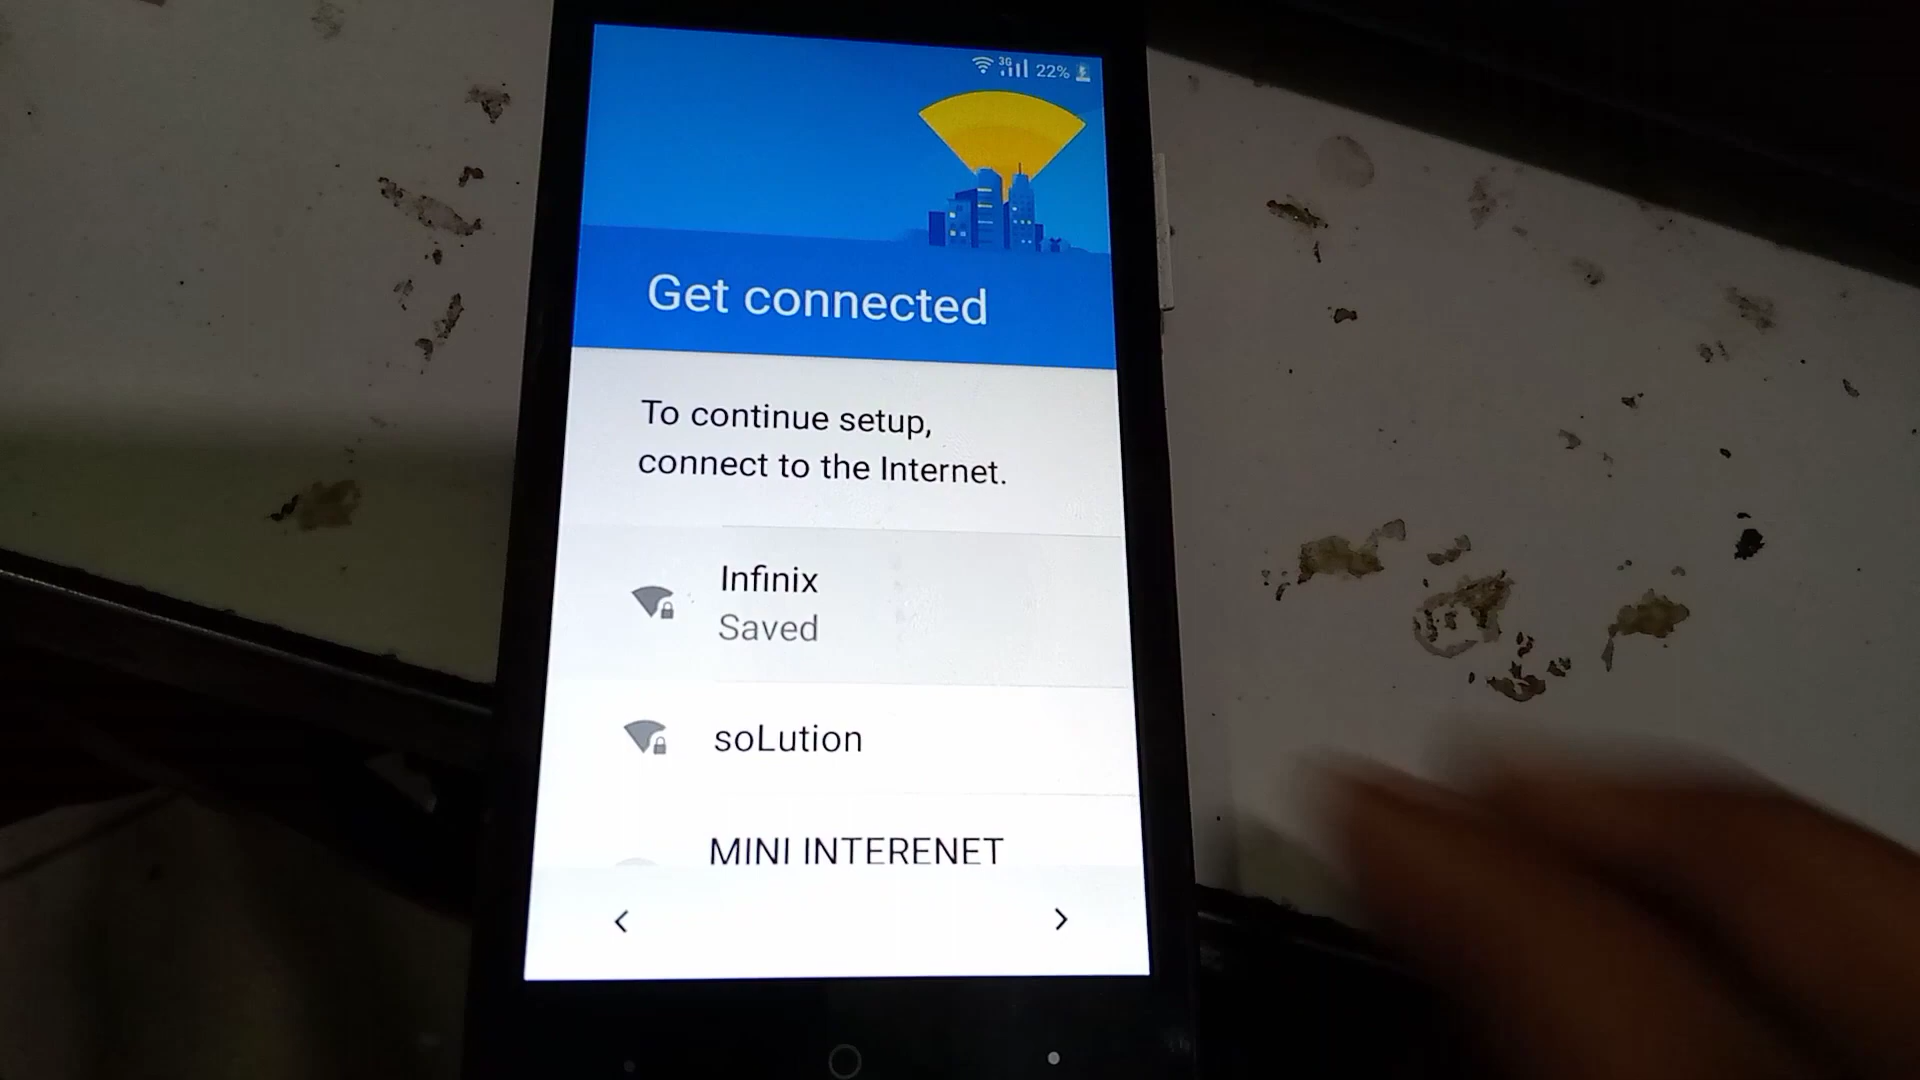 3G 22%
Get connected
To continue setup,
connect to the Internet.
Infinix
Saved
soLution
MINI INTERENET